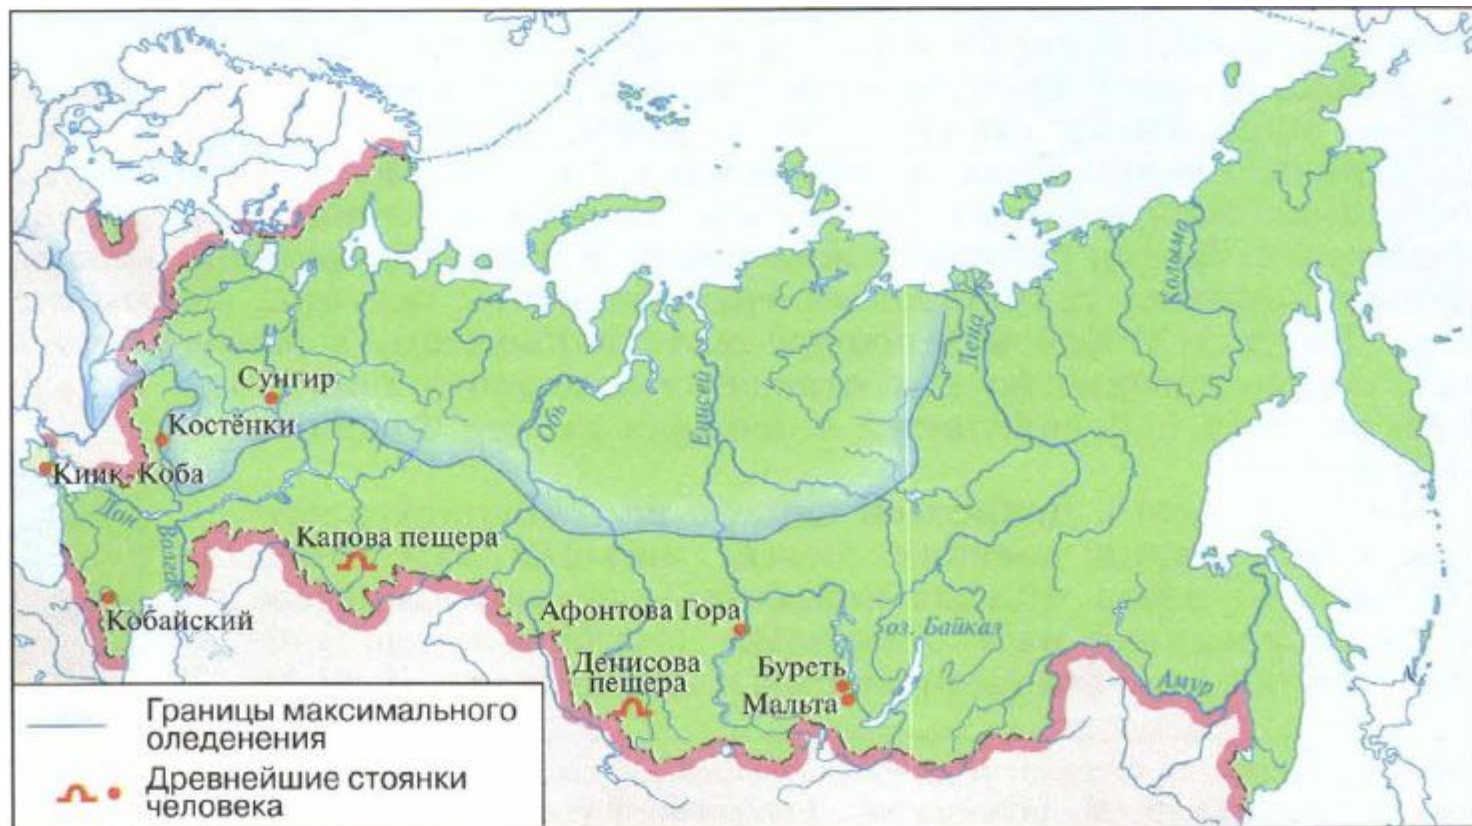 Колыма
Лена
Сунгир
Обь
Енисей
Костёнки
Киик-Коба
Дон
Волга
Капова пещера
Кобайский
Афонтова Гора
оз. Байкал
Денисова
пещера
Буреть
Мальта
Амур
Границы максимального
оледенения
Древнейшие стоянки
человека